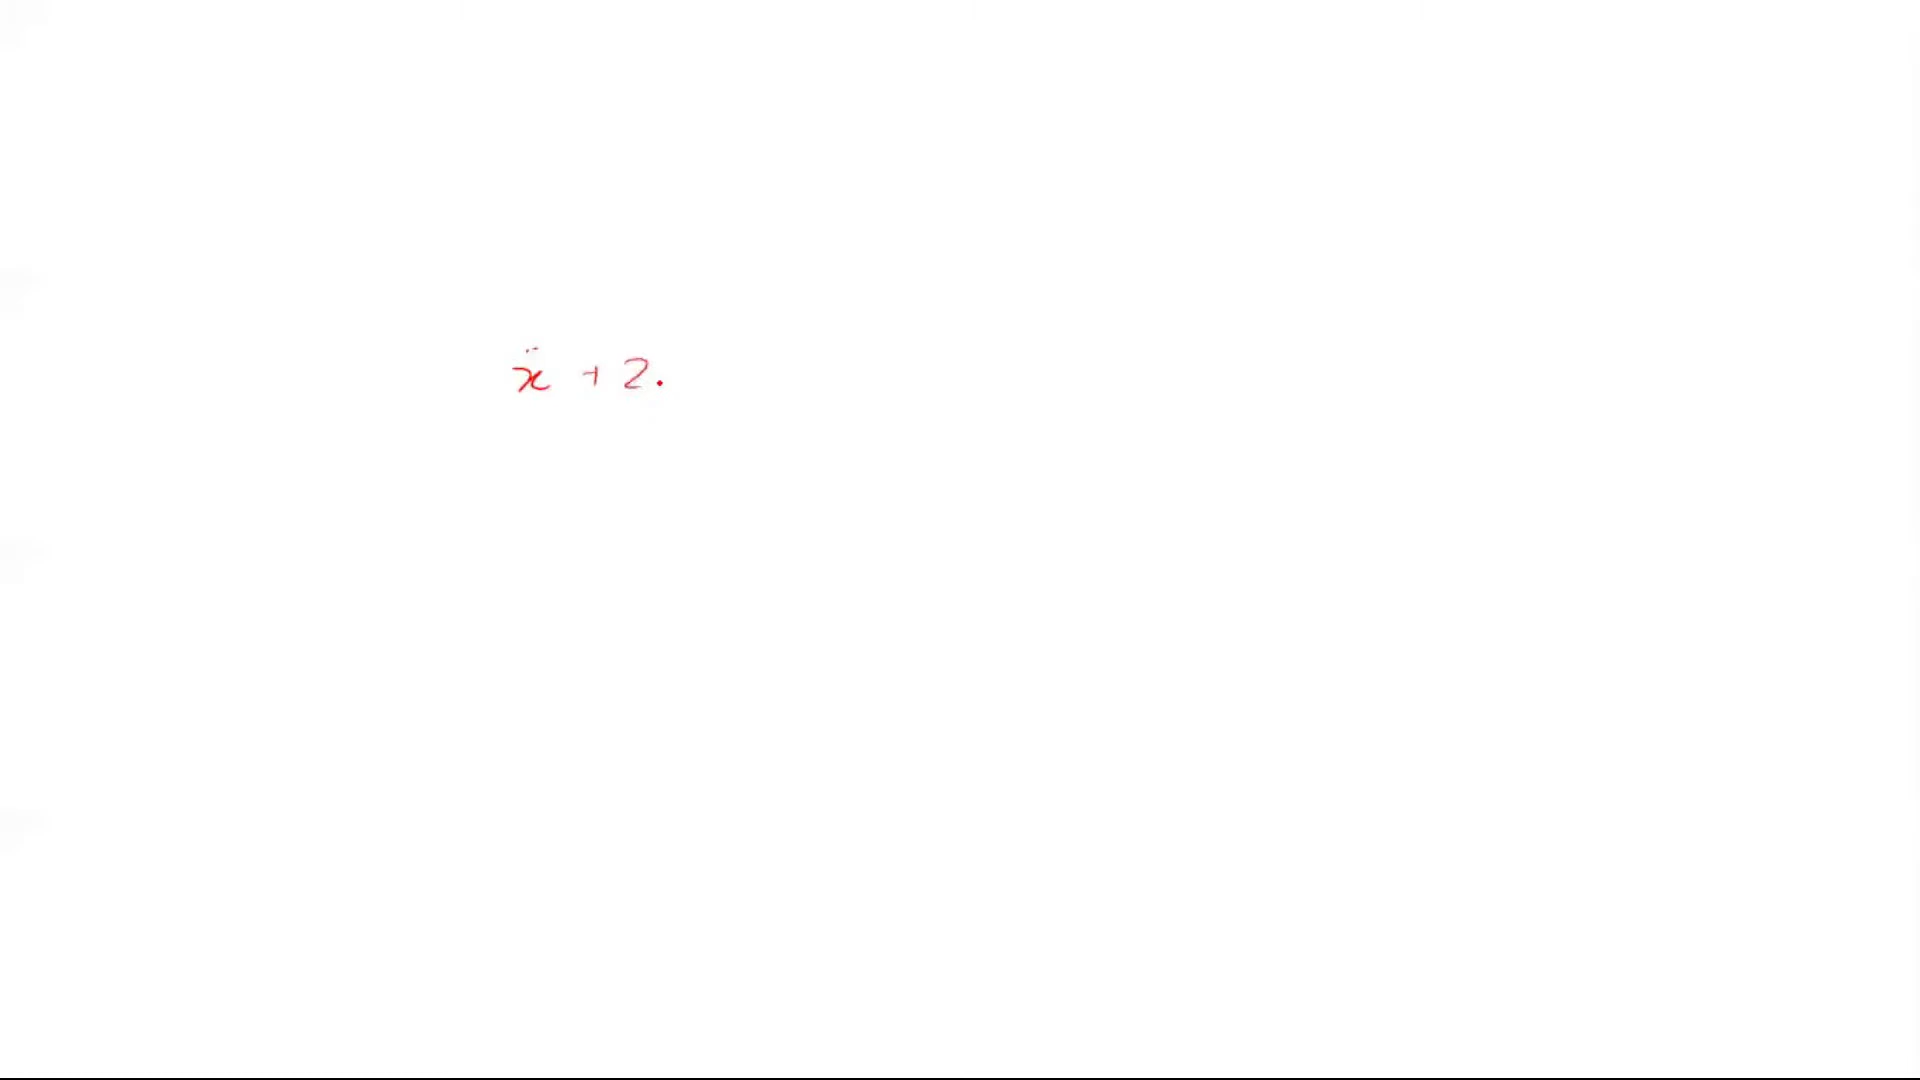 ẍ + 2.